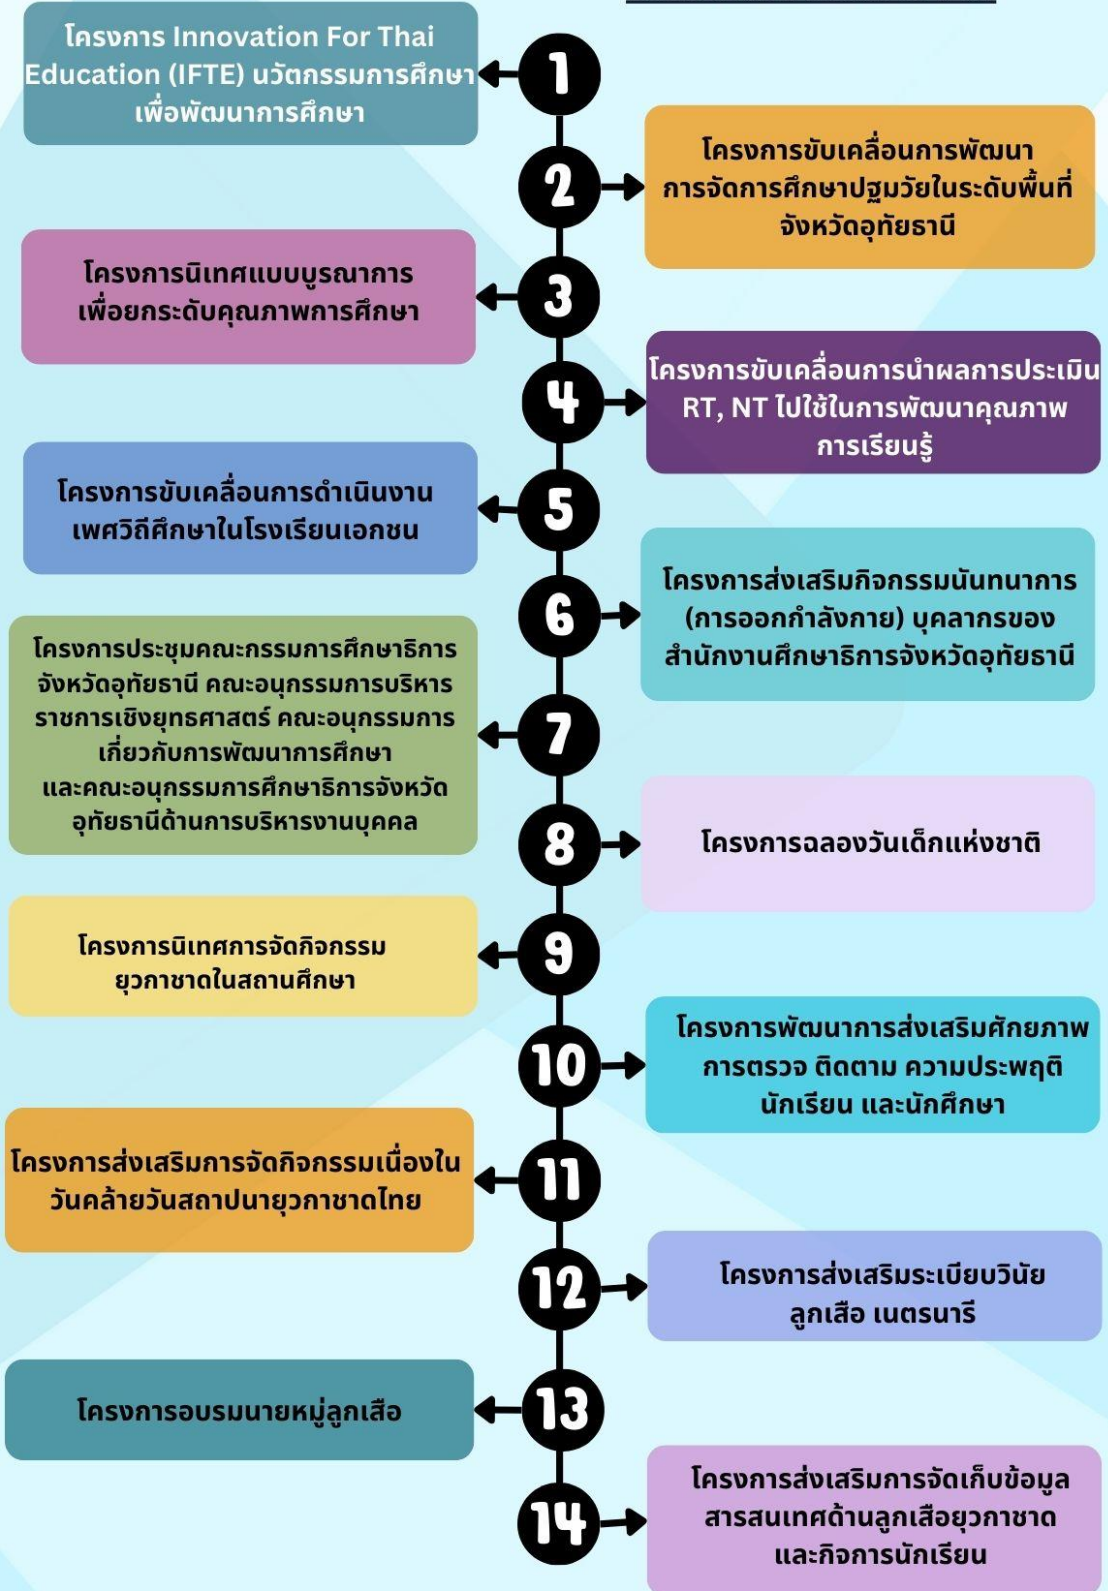 โครงการ Innovation For Thai
Education (IFTE) นวัตกรรมการศึกษา
เพื่อพัฒนาการศึกษา
1
2
โครงการขับเคลื่อนการพัฒนา
การจัดการศึกษาปฐมวัยในระดับพื้นที่
จังหวัดอุทัยธานี
โครงการนิเทศแบบบูรณาการ
เพื่อยกระดับคุณภาพการศึกษา
3
4
โครงการขับเคลื่อนการนำผลการประเมิน
RT, NT ไปใช้ในการพัฒนาคุณภาพ
การเรียนรู้
โครงการขับเคลื่อนการดำเนินงาน
เพศวิถีศึกษาในโรงเรียนเอกชน
5
6
โครงการส่งเสริมกิจกรรมนันทนาการ
(การออกกำลังกาย) บุคลากรของ
สำนักงานศึกษาธิการจังหวัดอุทัยธานี
โครงการประชุมคณะกรรมการศึกษาธิการ
จังหวัดอุทัยธานี คณะอนุกรรมการบริหาร
ราชการเชิงยุทธศาสตร์ คณะอนุกรรมการ
เกี่ยวกับการพัฒนาการศึกษา
และคณะอนุกรรมการศึกษาธิการจังหวัด
อุทัยธานีด้านการบริหารงานบุคคล
7
8
โครงการฉลองวันเด็กแห่งชาติ
โครงการนิเทศการจัดกิจกรรม
ยุวกาชาดในสถานศึกษา
9
10
โครงการพัฒนาการส่งเสริมศักยภาพ
การตรวจ ติดตาม ความประพฤติ
นักเรียน และนักศึกษา
โครงการส่งเสริมการจัดกิจกรรมเนื่องใน
วันคล้ายวันสถาปนายุวกาชาดไทย
11
12
โครงการส่งเสริมระเบียบวินัย
ลูกเสือ เนตรนารี
โครงการอบรมนายหมู่ลูกเสือ
13
14
โครงการส่งเสริมการจัดเก็บข้อมูล
สารสนเทศด้านลูกเสือยุวกาชาด
และกิจการนักเรียน